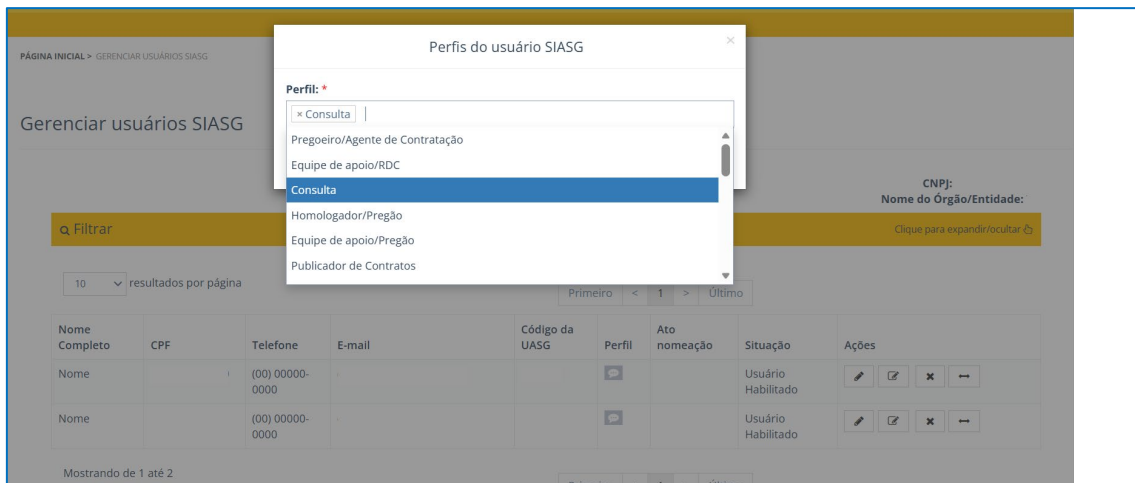 Perfis do usuário SIASG ×
PÁGINA INICIAL > GERENCIAR USUÁRIOS SIASG
Perfil: *
× Consulta
Gerenciar usuários SIASG
Pregoeiro/Agente de Contratação
Equipe de apoio/RDC
Consulta
Homologador/Pregão
Equipe de apoio/Pregão
Publicador de Contratos
CNPJ:
Nome do Órgão/Entidade:
Filtrar
Clique para expandir/ocultar
10 resultados por página
Primeiro < 1 > Último
Nome Completo CPF Telefone E-mail Código da UASG Perfil Ato nomeação Situação Ações
Nome (00) 00000-0000 Usuário Habilitado
Nome (00) 00000-0000 Usuário Habilitado
Mostrando de 1 até 2